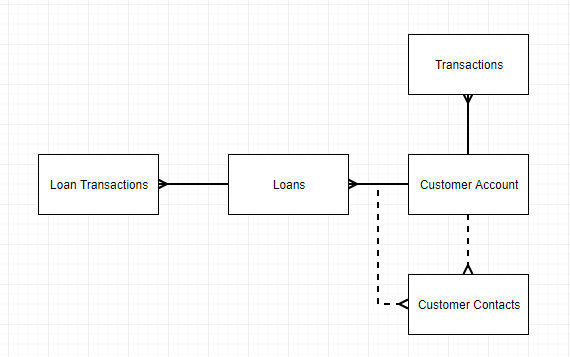 Transactions
Loan Transactions
Loans
Customer Account
Customer Contacts